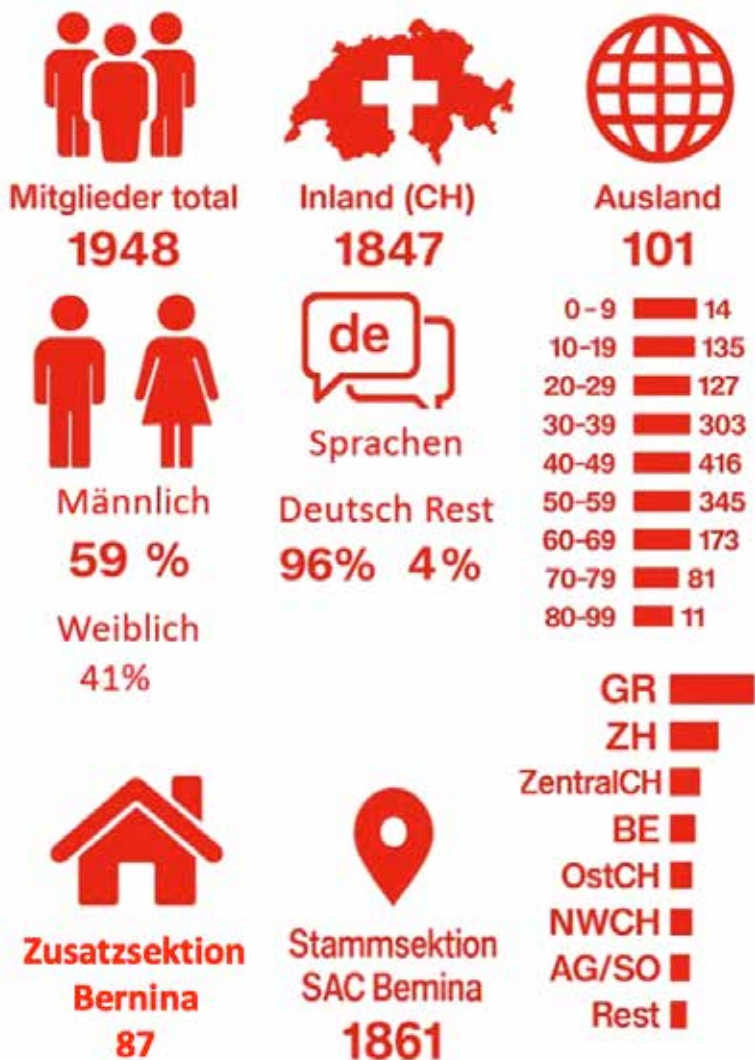 Mitglieder total
1948
Inland (CH)
1847
Ausland
101
Männlich
59 %
Weiblich
41%
de
Sprachen
Deutsch Rest
96% 4%
0-9 14
10-19 135
20-29 127
30-39 303
40-49 416
50-59 345
60-69 173
70-79 81
80-99 11
GR
ZH
ZentralCH
BE
OstCH
NWCH
AG/SO
Rest
Zusatzsektion
Bernina
87
Stammsektion
SAC Bemina
1861